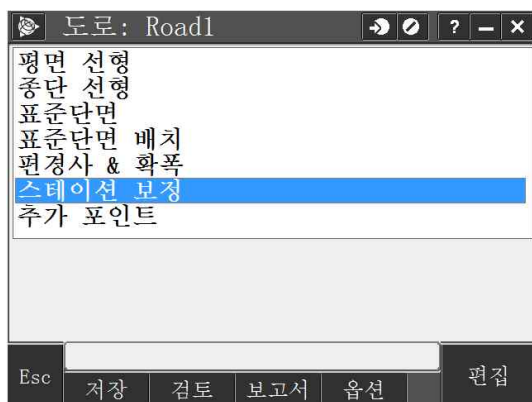 도로: Road1
? – ×
평면 선형
종단 선형
표준단면
표준단면 배치
편경사 & 확폭
스테이션 보정
추가 포인트
Esc 저장 검토 보고서 옵션 편집